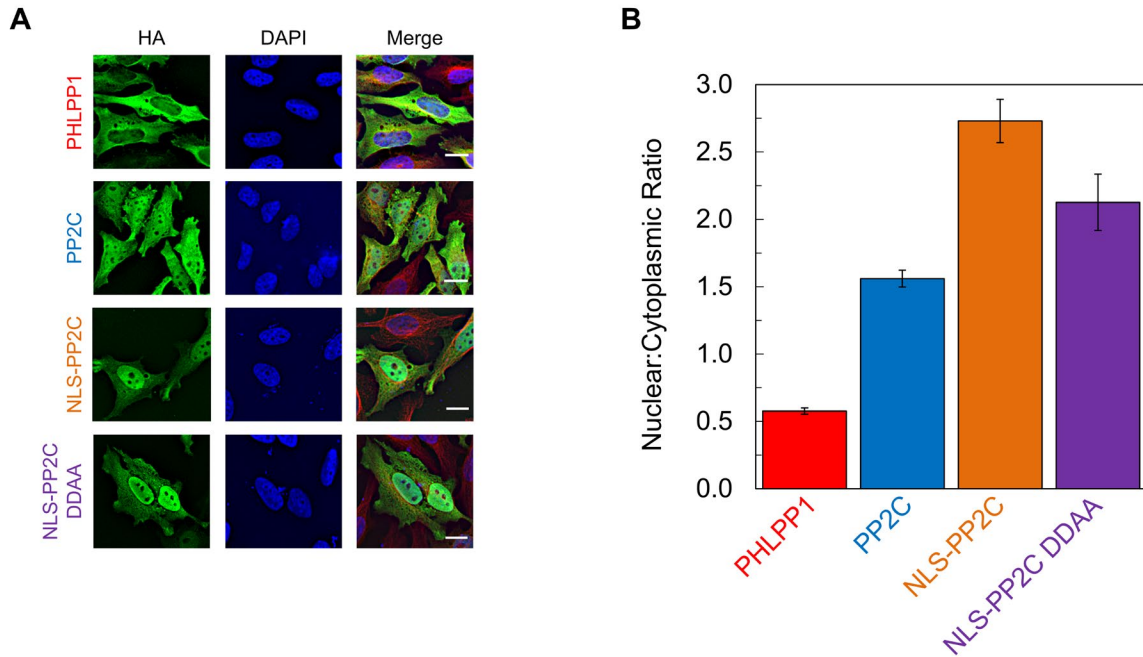 A
HA DAPI Merge
PHLPP1
PP2C
NLS-PP2C
NLS-PP2C
DDAA
B
Nuclear:Cytoplasmic Ratio
3.0
2.5
2.0
1.5
1.0
0.5
0.0
PHLPP1
PP2C
NLS-PP2C
NLS-PP2C DDAA